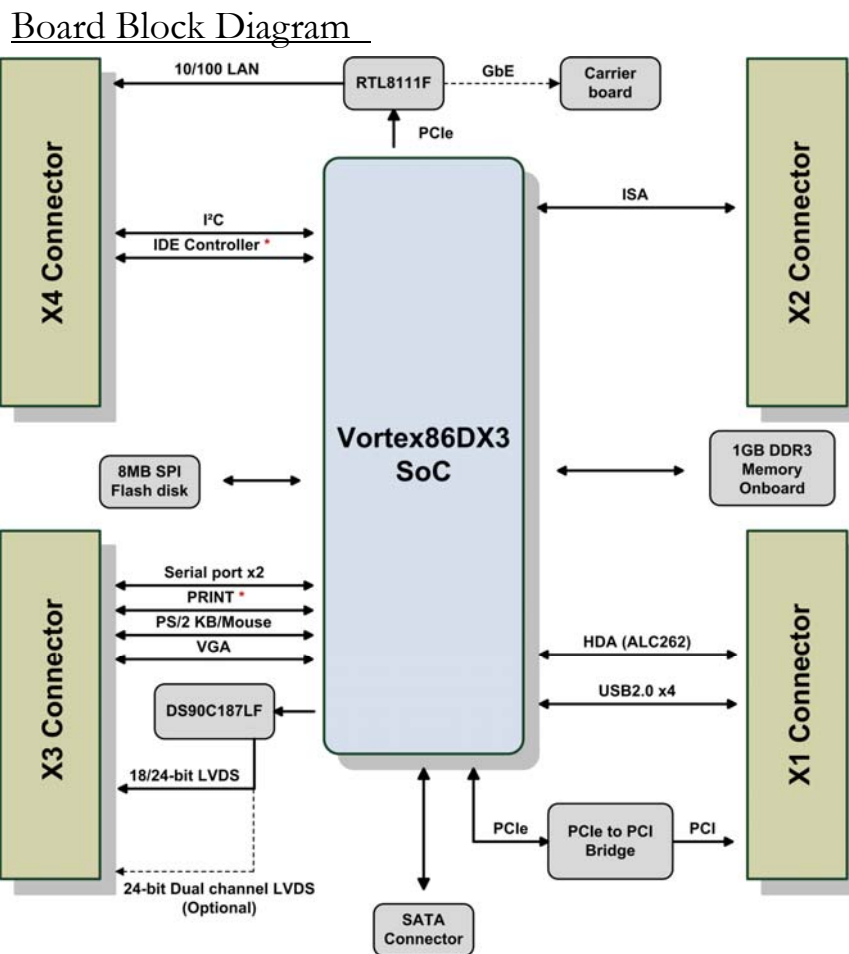 Board Block Diagram
10/100 LAN
RTL8111F
GbE
Carrier
board
PCIe
X4 Connector
I²C
IDE Controller *
ISA
X2 Connector
Vortex86DX3
SoC
8MB SPI
Flash disk
1GB DDR3
Memory
Onboard
X3 Connector
Serial port x2
PRINT *
PS/2 KB/Mouse
VGA
DS90C187LF
18/24-bit LVDS
24-bit Dual channel LVDS
(Optional)
HDA (ALC262)
USB2.0 x4
X1 Connector
PCIe
PCIe to PCI
Bridge
PCI
SATA
Connector